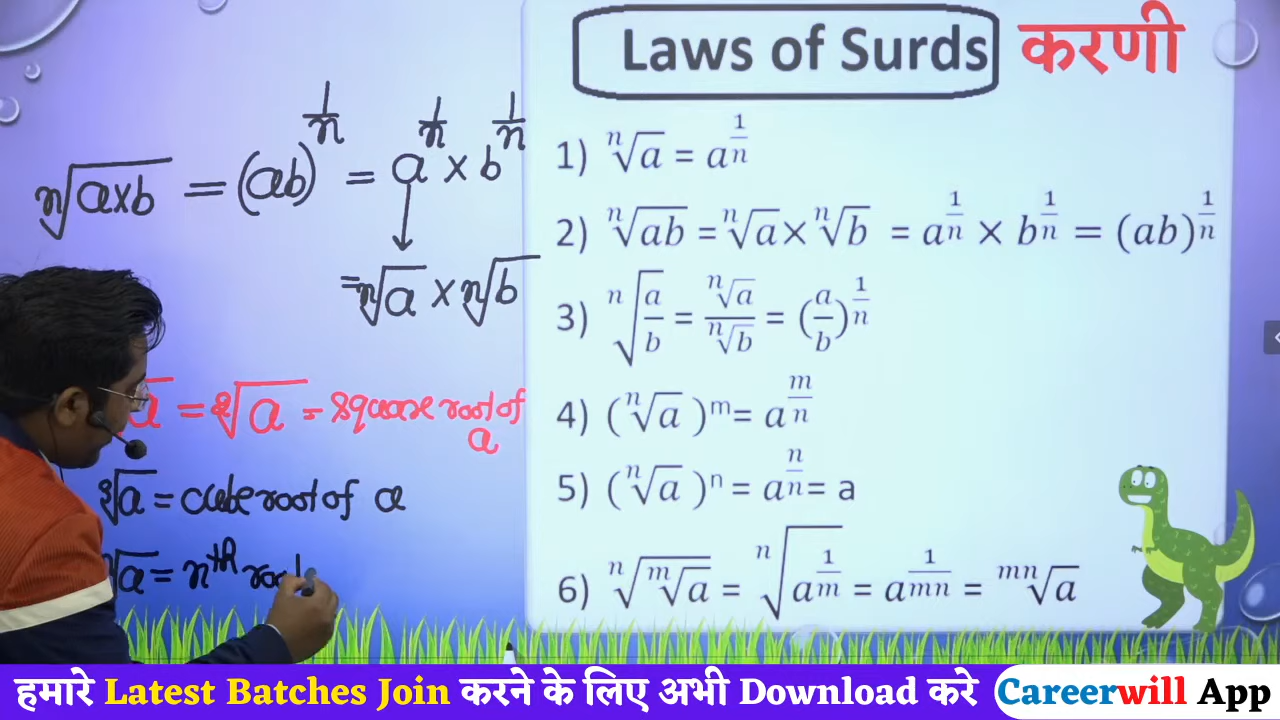 Laws of Surds करणी
ⁿ√(a×b) = (ab)^(1/n) = a^(1/n) × b^(1/n)
= ⁿ√a × ⁿ√b
√a = ²√a = square root of a
³√a = cube root of a
ⁿ√a = nth root
1) ⁿ√a = a^(1/n)
2) ⁿ√(ab) = ⁿ√a × ⁿ√b = a^(1/n) × b^(1/n) = (ab)^(1/n)
3) ⁿ√(a/b) = ⁿ√a / ⁿ√b = (a/b)^(1/n)
4) (ⁿ√a)^m = a^(m/n)
5) (ⁿ√a)^n = a^(n/n) = a
6) ⁿ√(ᵐ√a) = ⁿ√(a^(1/m)) = a^(1/mn) = ᵐⁿ√a
हमारे Latest Batches Join करने के लिए अभी Download करे Careerwill App